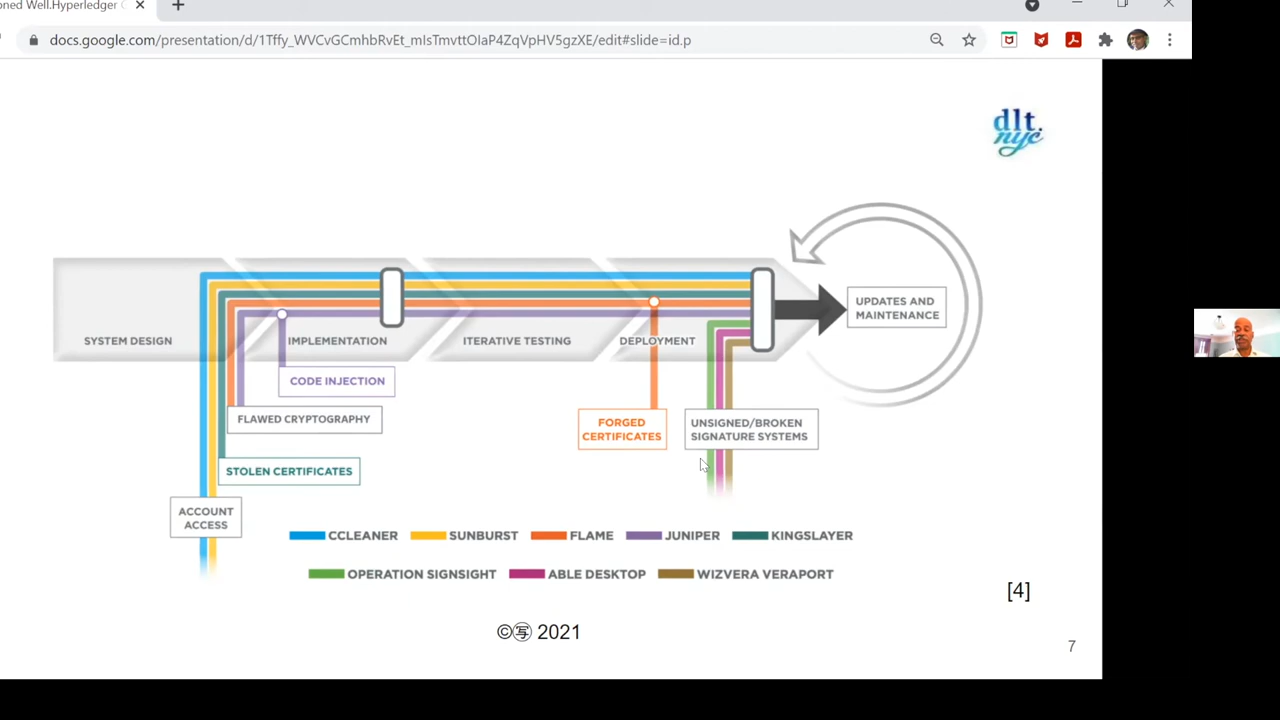 oned Well.Hyperledger
docs.google.com/presentation/d/1Tffy_WVCvGCmhbRvEt_mIsTmvttOIaP4ZqVpHV5gzXE/edit#slide=id.p
dlt.
nyc
SYSTEM DESIGN
IMPLEMENTATION
ITERATIVE TESTING
DEPLOYMENT
UPDATES AND
MAINTENANCE
CODE INJECTION
FLAWED CRYPTOGRAPHY
FORGED
CERTIFICATES
UNSIGNED/BROKEN
SIGNATURE SYSTEMS
STOLEN CERTIFICATES
ACCOUNT
ACCESS
CCLEANER SUNBURST FLAME JUNIPER KINGSLAYER
OPERATION SIGNSIGHT ABLE DESKTOP WIZVERA VERAPORT
[4]
©㊢ 2021
7